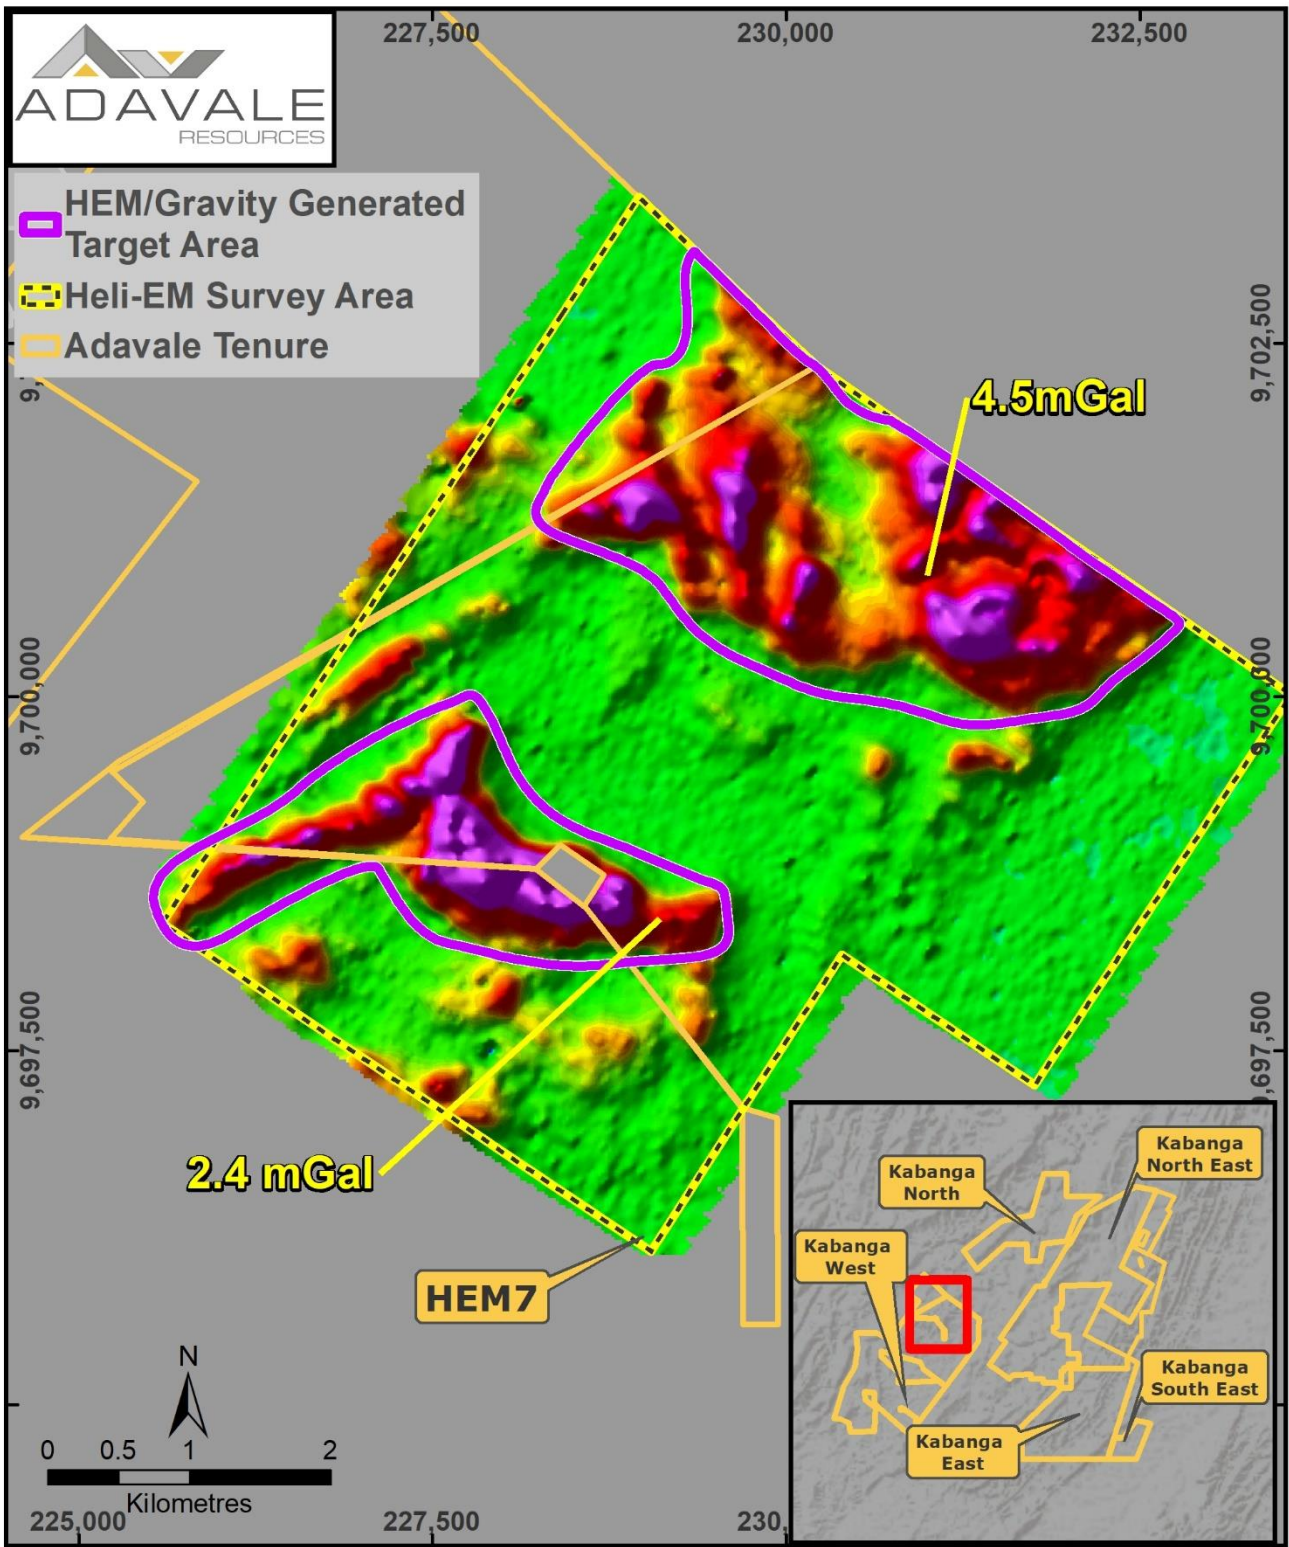 227,500
230,000
232,500
ADAVALE
RESOURCES
HEM/Gravity Generated
Target Area
Heli-EM Survey Area
Adavale Tenure
9,702,500
4.5mGal
9,700,000
9,700,000
9,697,500
2.4 mGal
HEM7
Kabanga
North East
Kabanga
North
Kabanga
West
Kabanga
South East
Kabanga
East
N
0 0.5 1 2
Kilometres
225,000
227,500